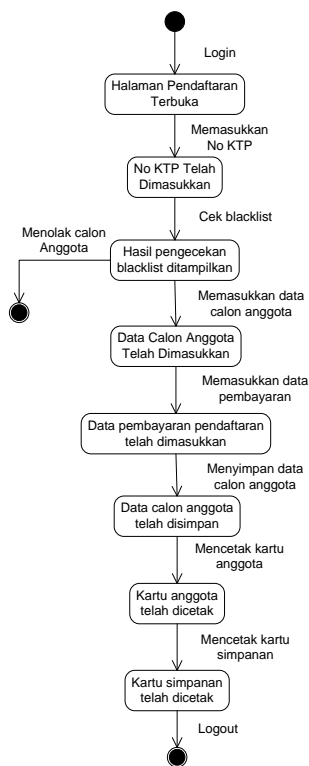 Login
Halaman Pendaftaran
Terbuka
Memasukkan
No KTP
No KTP Telah
Dimasukkan
Cek blacklist
Menolak calon
Anggota
Hasil pengecekan
blacklist ditampilkan
Memasukkan data
calon anggota
Data Calon Anggota
Telah Dimasukkan
Memasukkan data
pembayaran
Data pembayaran pendaftaran
telah dimasukkan
Menyimpan data
calon anggota
Data calon anggota
telah disimpan
Mencetak kartu
anggota
Kartu anggota
telah dicetak
Mencetak kartu
simpanan
Kartu simpanan
telah dicetak
Logout